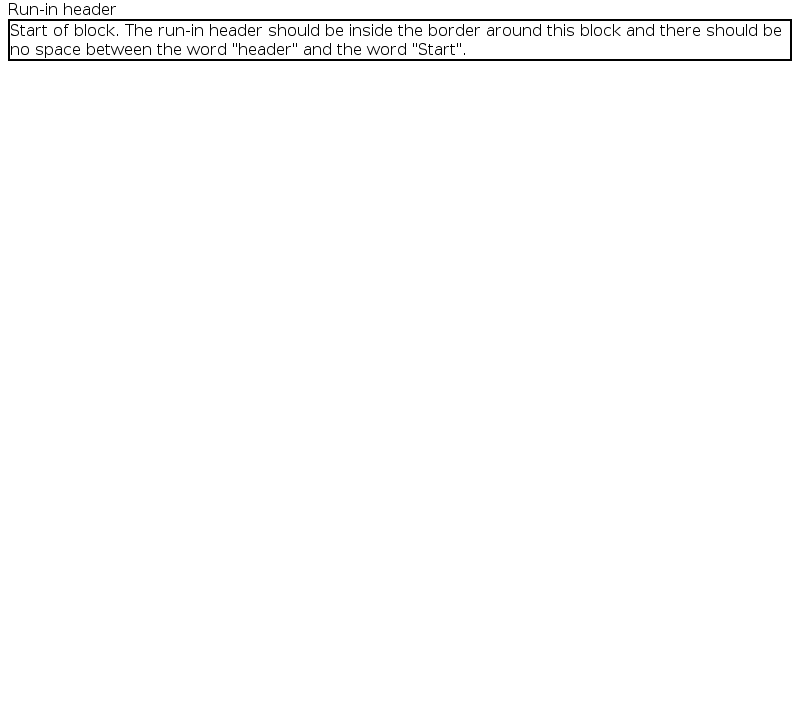 Run-in header
Start of block. The run-in header should be inside the border around this block and there should be
no space between the word "header" and the word "Start".